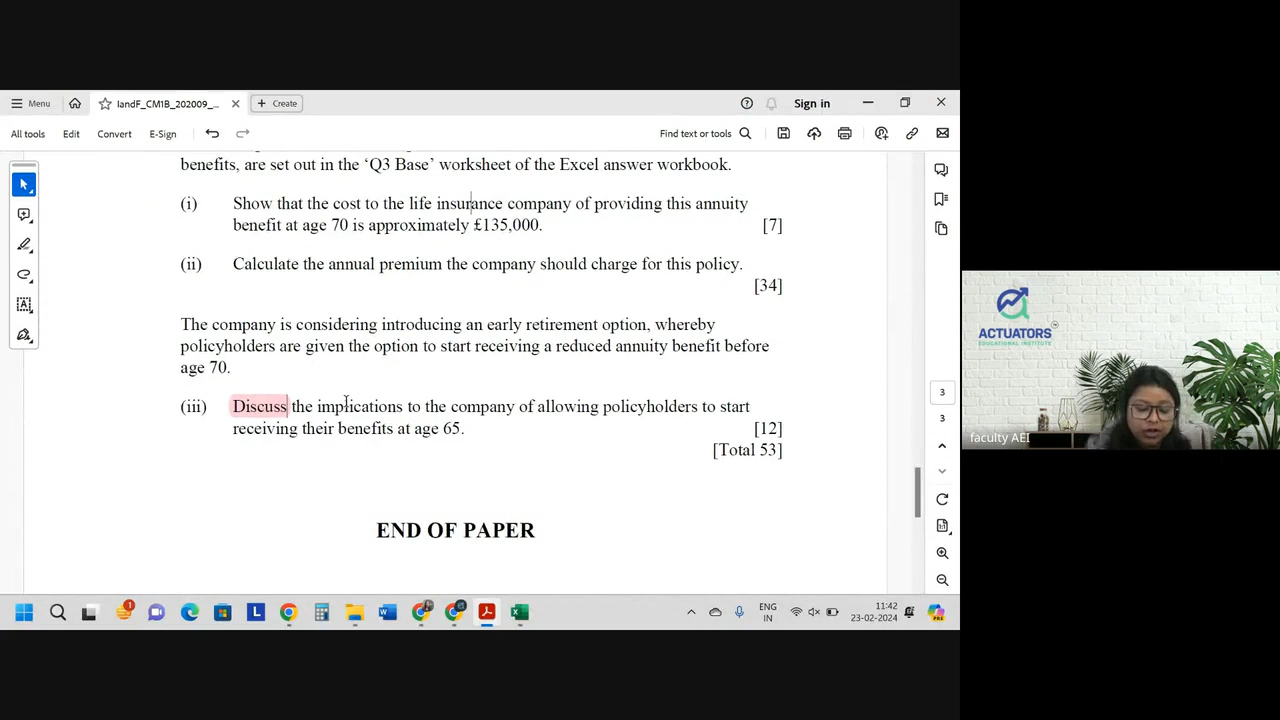 Menu
IandF_CM1B_202009_...
Create
Sign in
All tools
Edit
Convert
E-Sign
Find text or tools
benefits, are set out in the ‘Q3 Base’ worksheet of the Excel answer workbook.
(i) Show that the cost to the life insurance company of providing this annuity
benefit at age 70 is approximately £135,000. [7]
(ii) Calculate the annual premium the company should charge for this policy.
[34]
The company is considering introducing an early retirement option, whereby
policyholders are given the option to start receiving a reduced annuity benefit before
age 70.
(iii) Discuss the implications to the company of allowing policyholders to start
receiving their benefits at age 65. [12]
[Total 53]
END OF PAPER
3
3
1:1
ACTUATORS
EDUCATIONAL INSTITUTE
faculty AEI
1
L
ENG
IN
11:42
23-02-2024
PRE